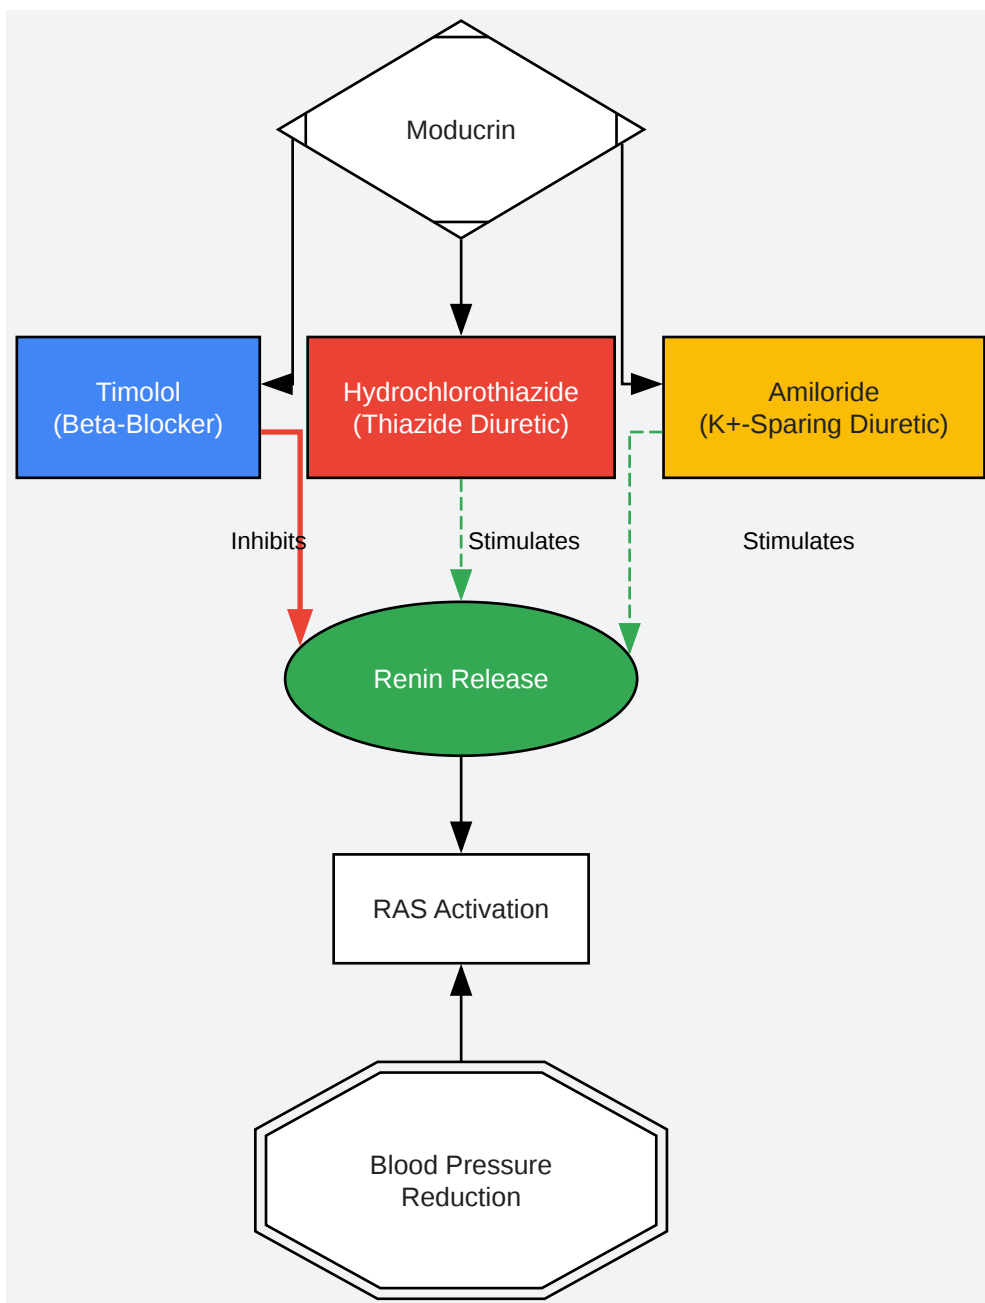 Moducrin
Timolol
(Beta-Blocker)
Hydrochlorothiazide
(Thiazide Diuretic)
Amiloride
(K+-Sparing Diuretic)
Inhibits
Stimulates
Stimulates
Renin Release
RAS Activation
Blood Pressure
Reduction